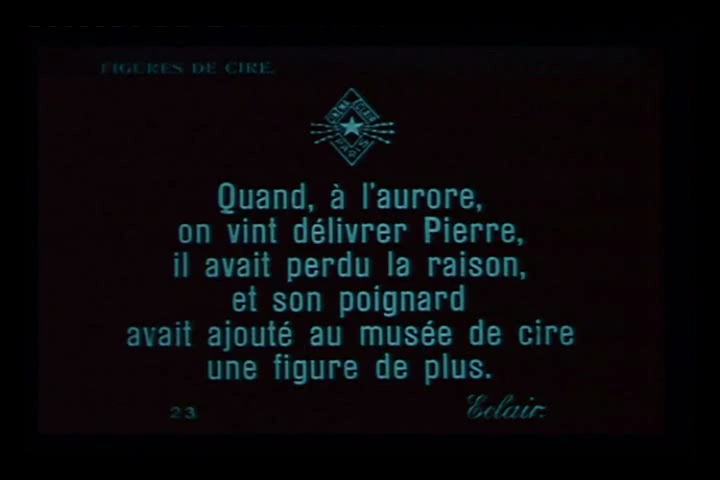 FIGURES DE CIRE.
PARIS
Quand, à l'aurore,
on vint délivrer Pierre,
il avait perdu la raison,
et son poignard
avait ajouté au musée de cire
une figure de plus.
23
Eclair.